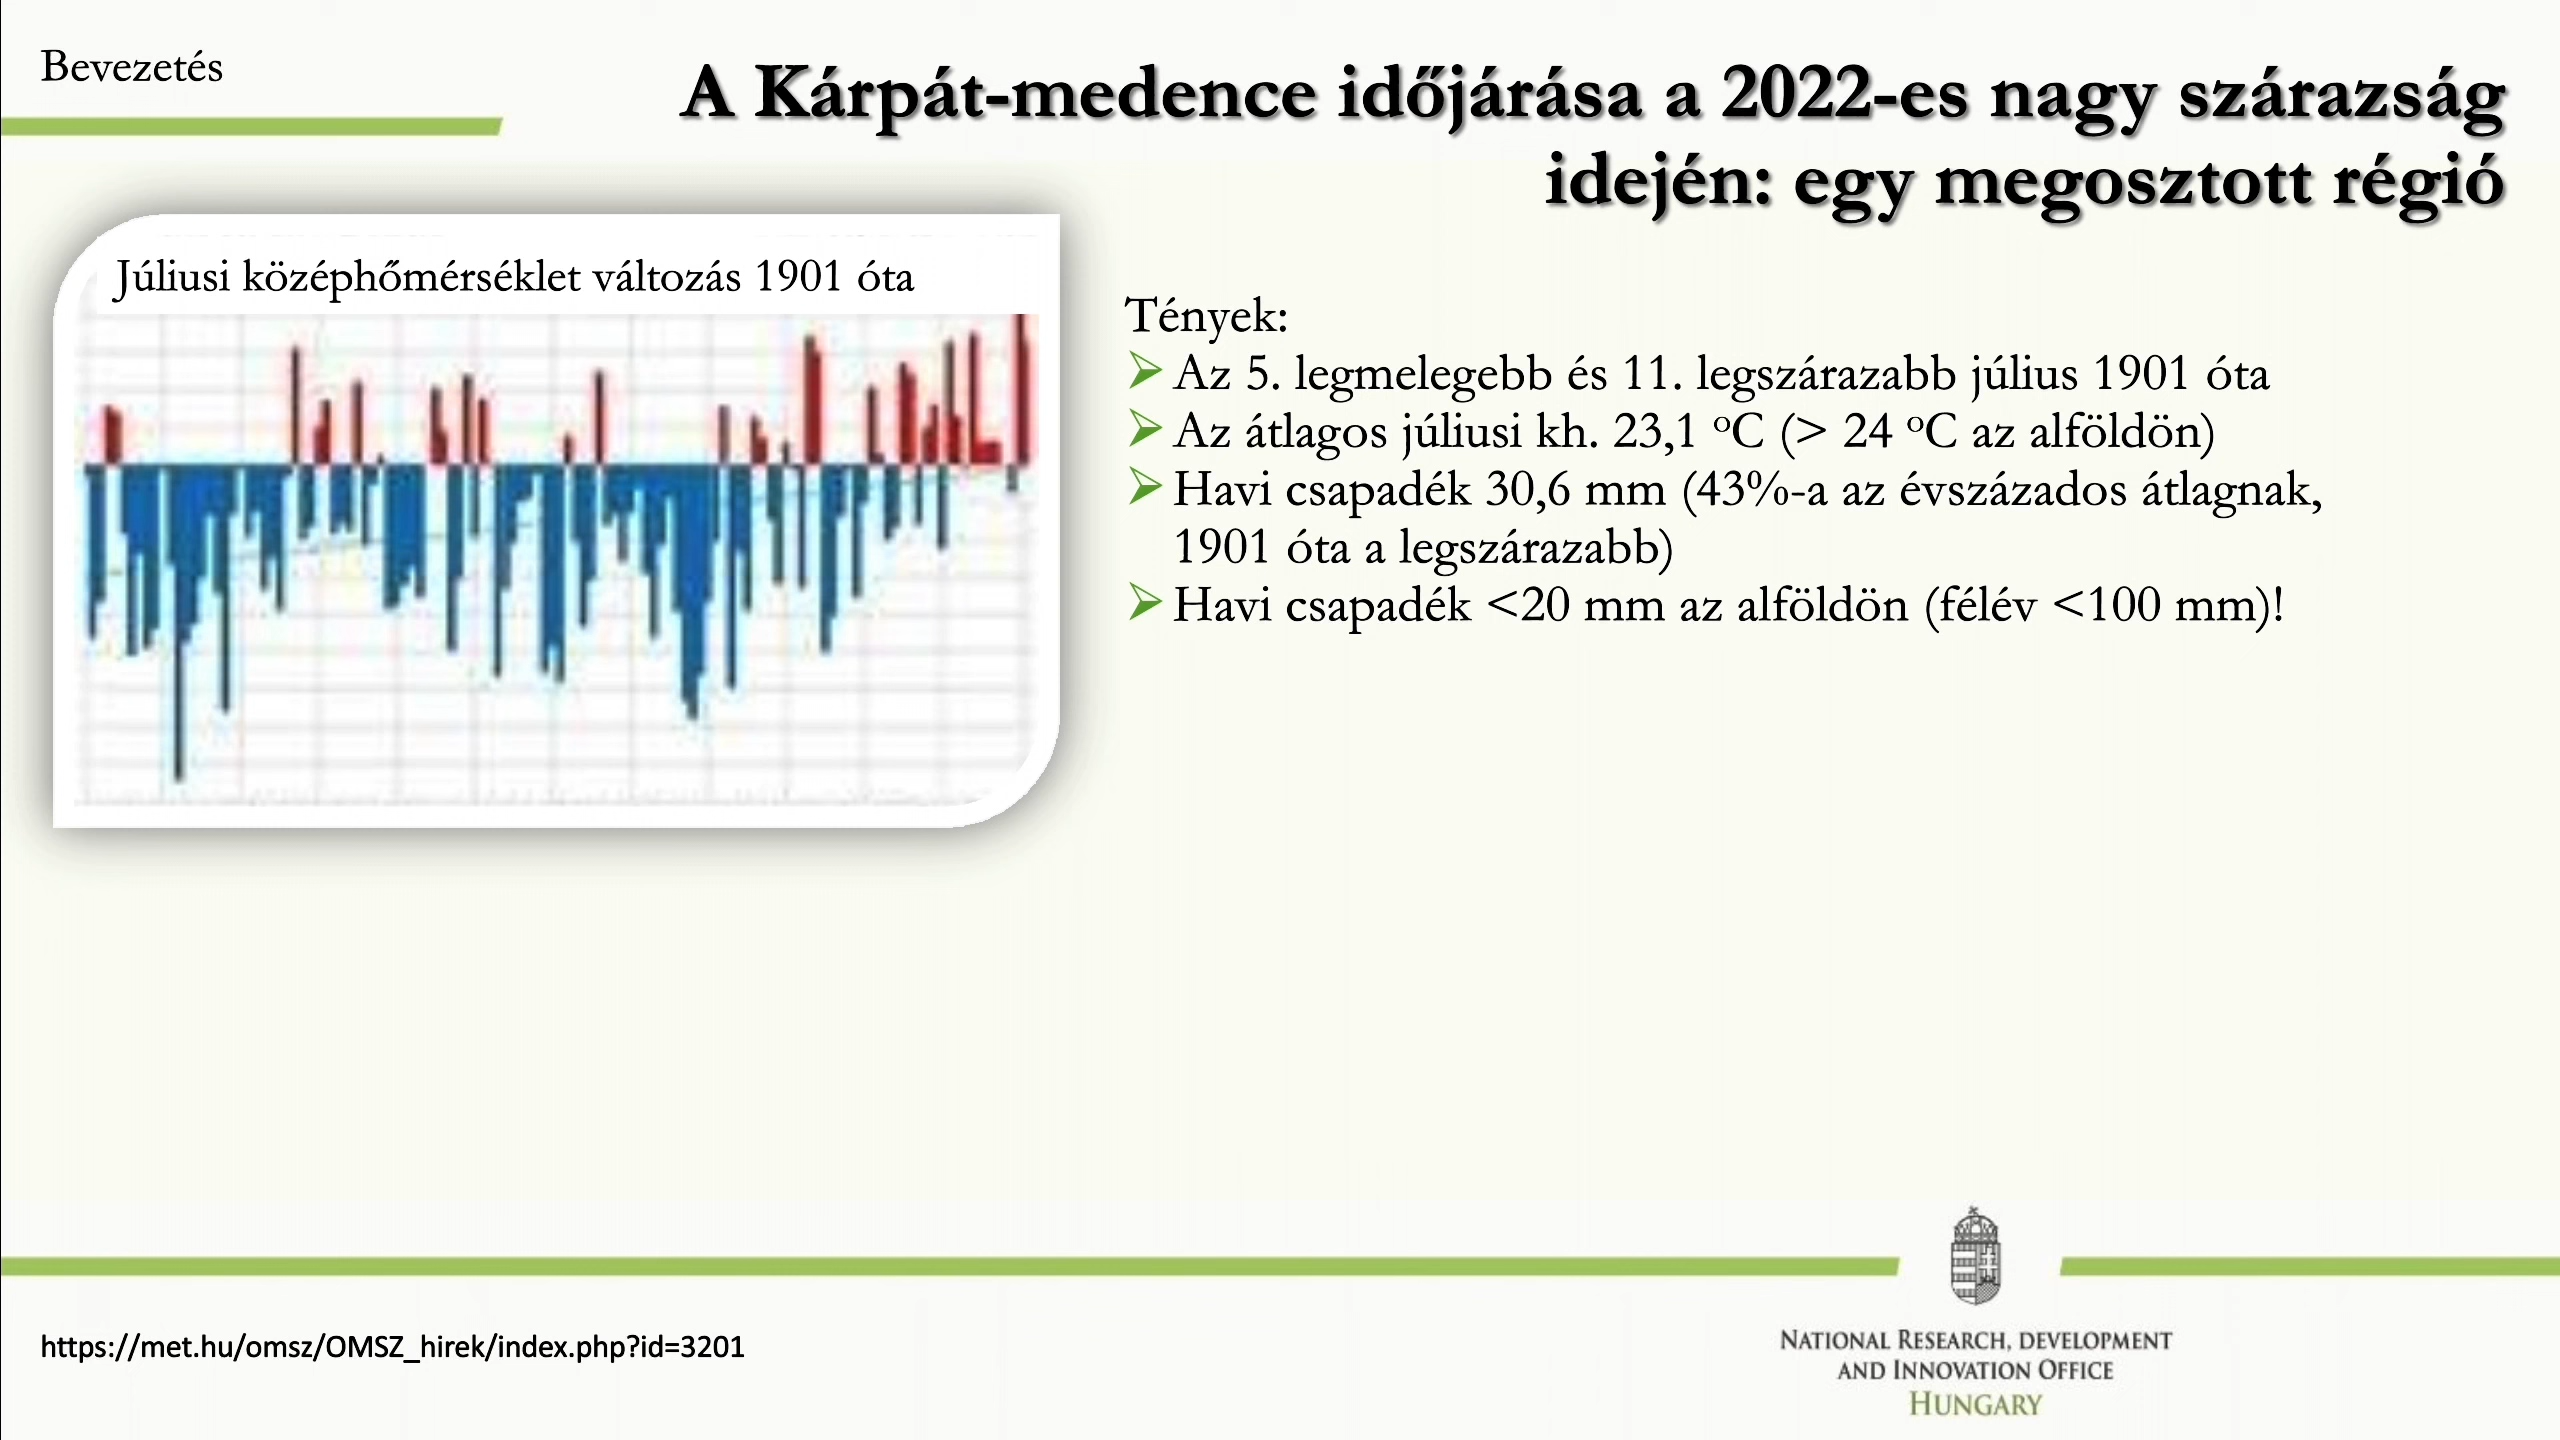 Bevezetés
A Kárpát-medence időjárása a 2022-es nagy szárazság
idején: egy megosztott régió
Júliusi középhőmérséklet változás 1901 óta
Tények:
Az 5. legmelegebb és 11. legszárazabb július 1901 óta
Az átlagos júliusi kh. 23,1 ºC (> 24 ºC az alföldön)
Havi csapadék 30,6 mm (43%-a az évszázados átlagnak,
1901 óta a legszárazabb)
Havi csapadék <20 mm az alföldön (félév <100 mm)!
https://met.hu/omsz/OMSZ_hirek/index.php?id=3201
NATIONAL RESEARCH, DEVELOPMENT
AND INNOVATION OFFICE
HUNGARY